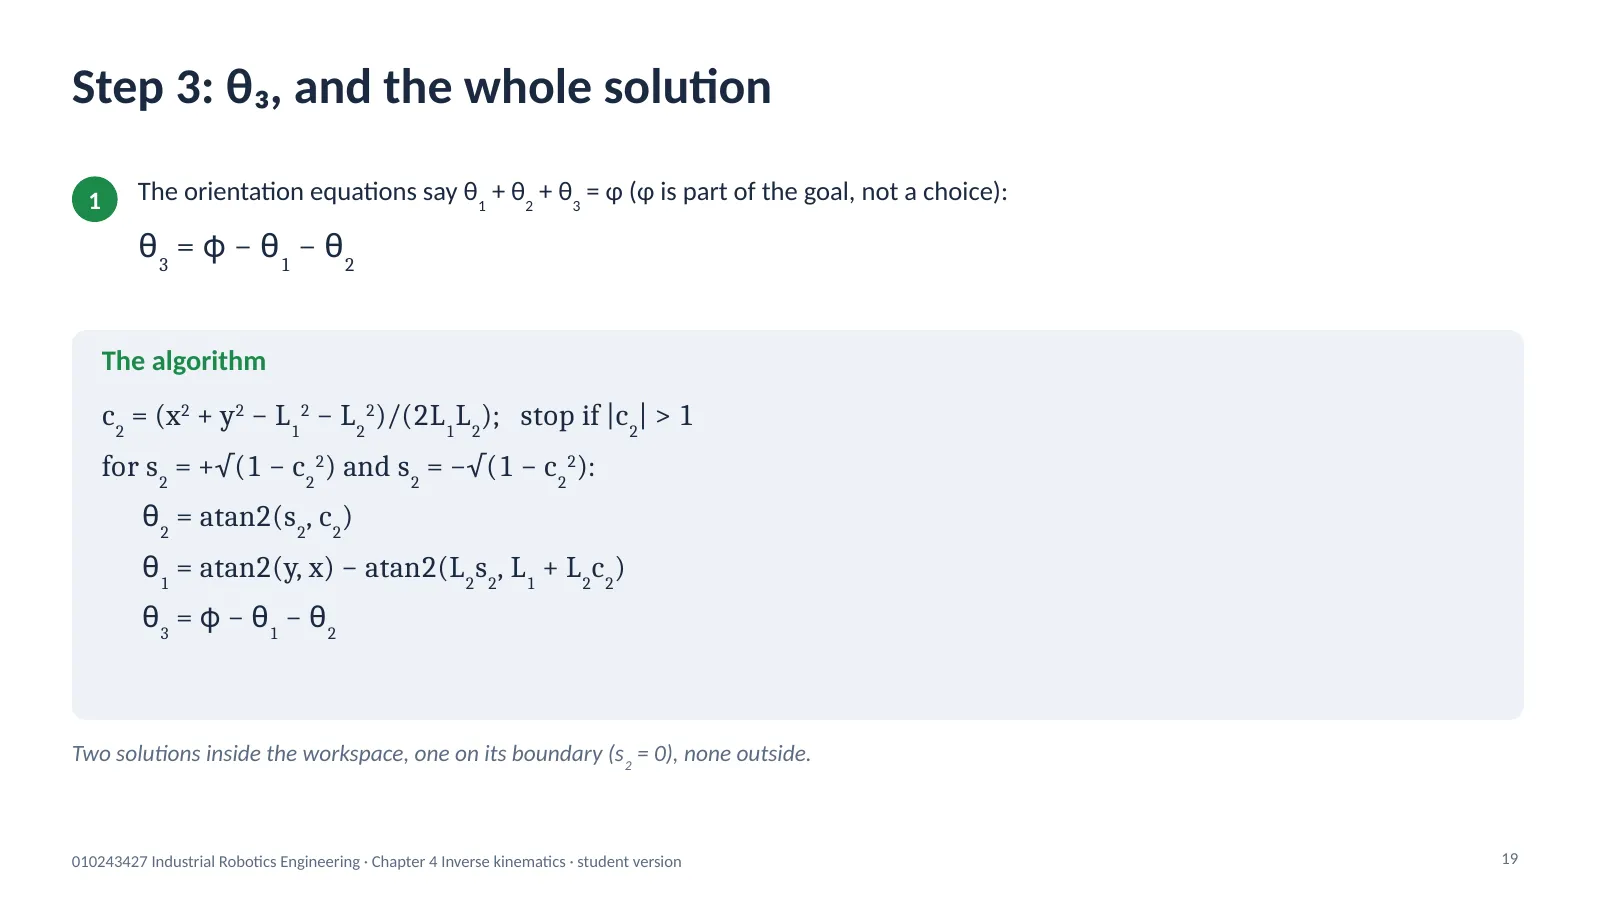 Step 3: θ₃, and the whole solution
1
The orientation equations say θ₁ + θ₂ + θ₃ = φ (φ is part of the goal, not a choice):
θ₃ = ϕ − θ₁ − θ₂
The algorithm
c₂ = (x² + y² − L₁² − L₂²)/(2L₁L₂); stop if |c₂| > 1
for s₂ = +√(1 − c₂²) and s₂ = −√(1 − c₂²):
θ₂ = atan2(s₂, c₂)
θ₁ = atan2(y, x) − atan2(L₂s₂, L₁ + L₂c₂)
θ₃ = ϕ − θ₁ − θ₂
Two solutions inside the workspace, one on its boundary (s₂ = 0), none outside.
010243427 Industrial Robotics Engineering · Chapter 4 Inverse kinematics · student version
19